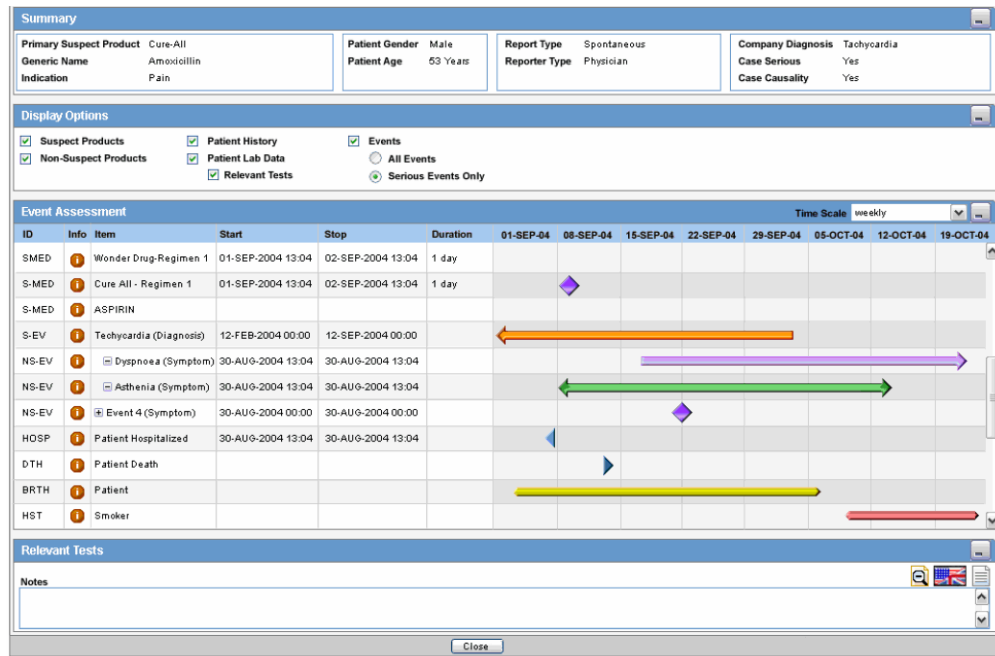 Summary
Primary Suspect Product Cure-All Patient Gender Male Report Type Spontaneous Company Diagnosis Tachycardia
Generic Name Amoxicillin Patient Age 53 Years Reporter Type Physician Case Serious Yes
Indication Pain Case Causality Yes
Display Options
Suspect Products Patient History Events
Non-Suspect Products Patient Lab Data All Events
Relevant Tests Serious Events Only
Event Assessment Time Scale weekly
ID Info Item Start Stop Duration 01-SEP-04 08-SEP-04 15-SEP-04 22-SEP-04 29-SEP-04 05-OCT-04 12-OCT-04 19-OCT-04
SMED Wonder Drug-Regimen 1 01-SEP-2004 13:04 02-SEP-2004 13:04 1 day
S-MED Cure All - Regimen 1 01-SEP-2004 13:04 02-SEP-2004 13:04 1 day
S-MED ASPIRIN
S-EV Techycardia (Diagnosis) 12-FEB-2004 00:00 12-SEP-2004 00:00
NS-EV Dyspnoea (Symptom) 30-AUG-2004 13:04 30-AUG-2004 13:04
NS-EV Asthenia (Symptom) 30-AUG-2004 13:04 30-AUG-2004 13:04
NS-EV Event 4 (Symptom) 30-AUG-2004 00:00 30-AUG-2004 00:00
HOSP Patient Hospitalized 30-AUG-2004 13:04 30-AUG-2004 13:04
DTH Patient Death
BRTH Patient
HST Smoker
Relevant Tests
Notes
Close